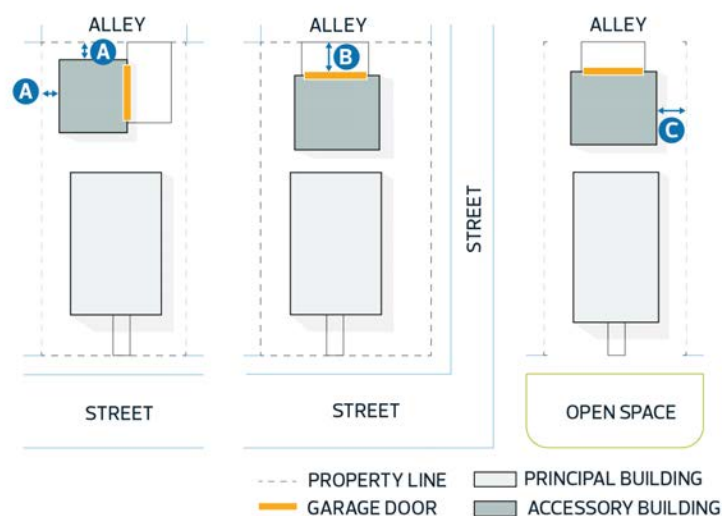 ALLEY
ALLEY
ALLEY
A
A
B
C
STREET
STREET
STREET
OPEN SPACE
PROPERTY LINE
PRINCIPAL BUILDING
GARAGE DOOR
ACCESSORY BUILDING